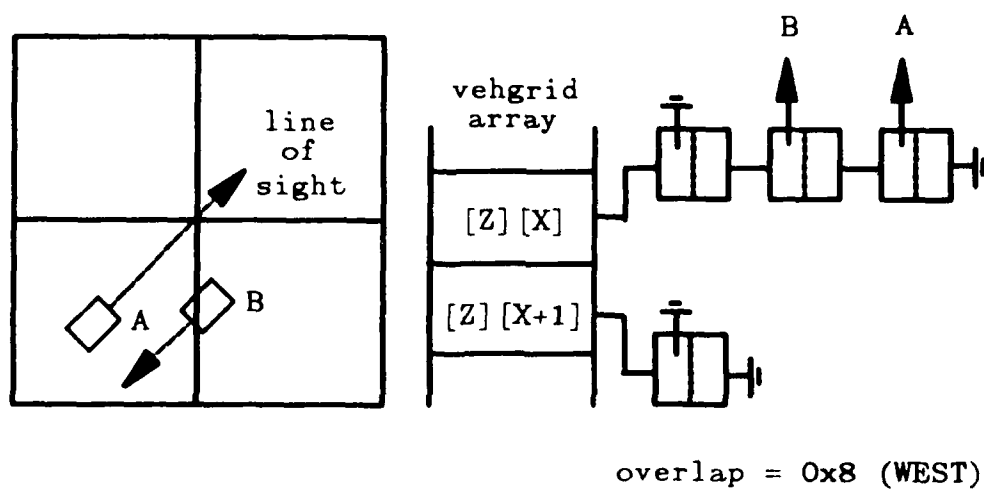 line
of
sight
A
B
vehgrid
array
[Z][X]
[Z][X+1]
B
A
overlap = 0x8 (WEST)